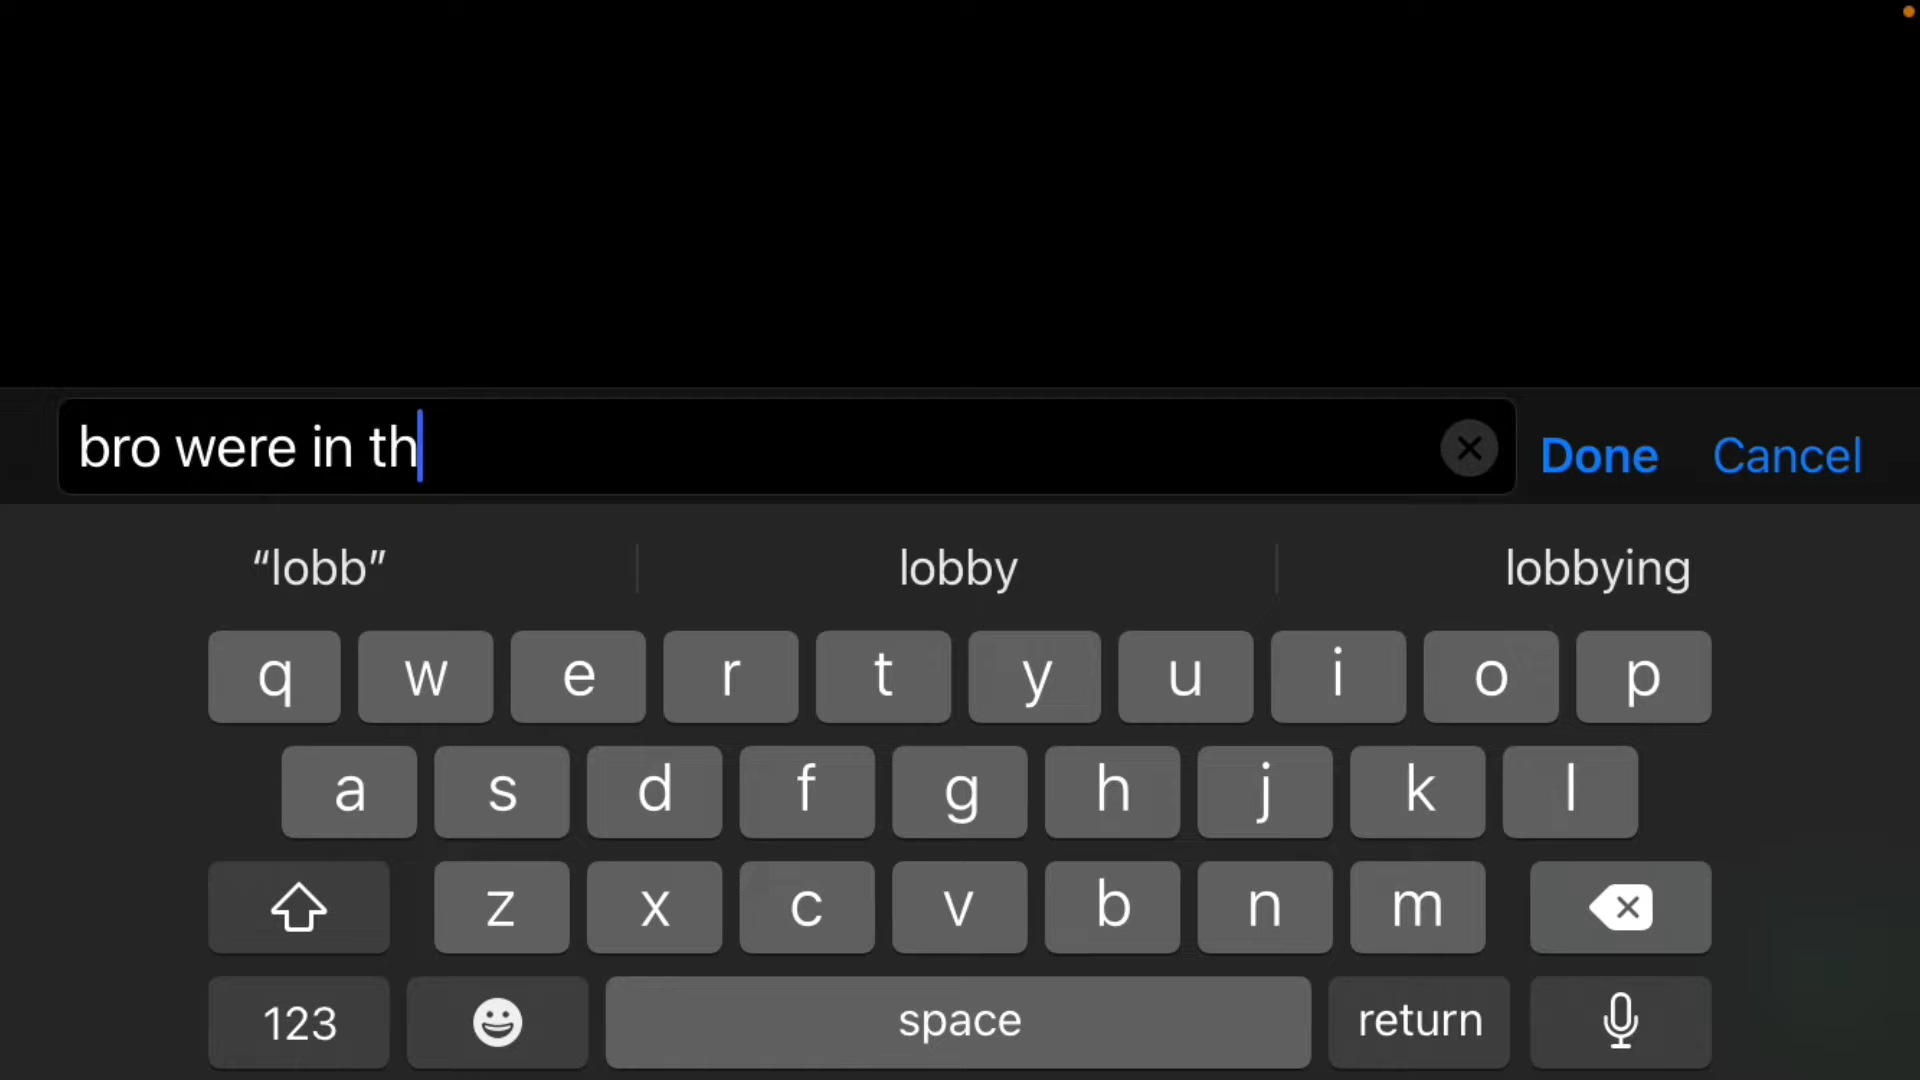 bro were in th
Done Cancel
“lobb” lobby lobbying
q w e r t y u i o p
a s d f g h j k l
z x c v b n m
123 space return